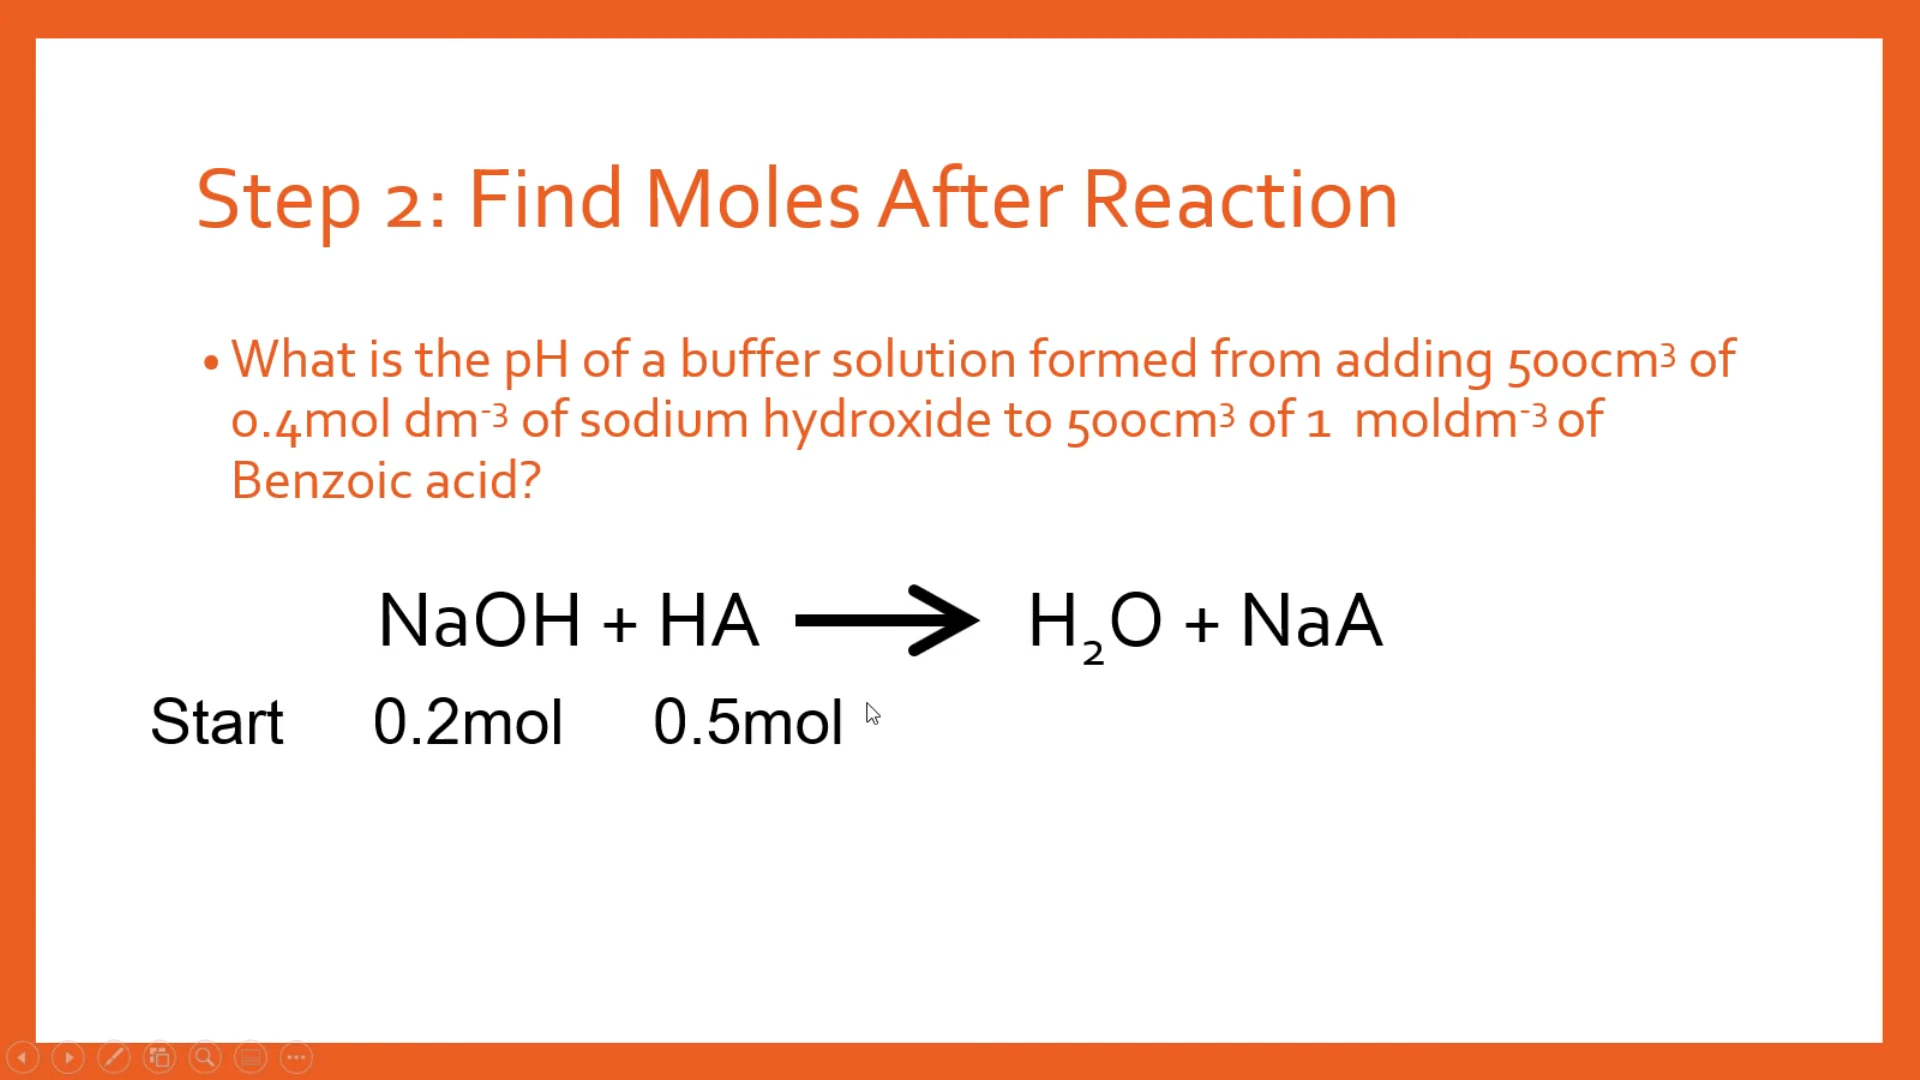 Step 2: Find Moles After Reaction
• What is the pH of a buffer solution formed from adding 500cm³ of
0.4mol dm⁻³ of sodium hydroxide to 500cm³ of 1  moldm⁻³ of
Benzoic acid?
NaOH + HA → H₂O + NaA
Start 0.2mol 0.5mol